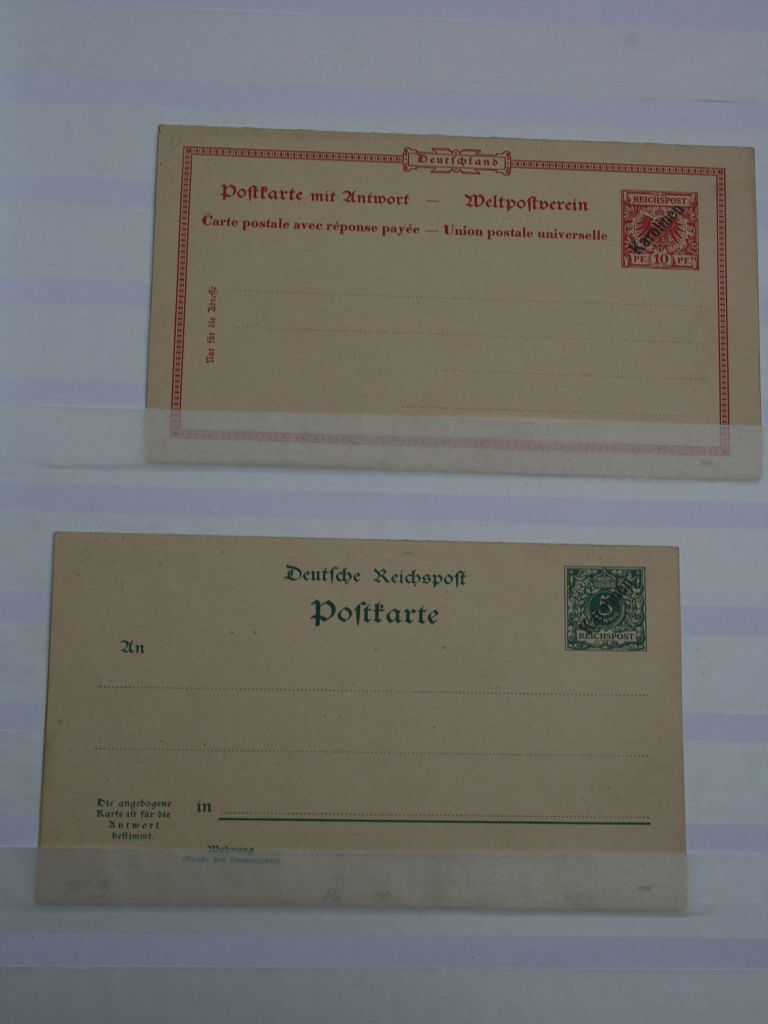 Deutschland
Postkarte mit Antwort — Weltpostverein
Carte postale avec réponse payée — Union postale universelle
REICHSPOST
Karolinen
PF. 10 PF.
Nur für die Adresse
Deutsche Reichspost
Postkarte
5
Karolinen
REICHSPOST
An
Die angebogene
Karte ist für die
Antwort
bestimmt.
in
Wohnung